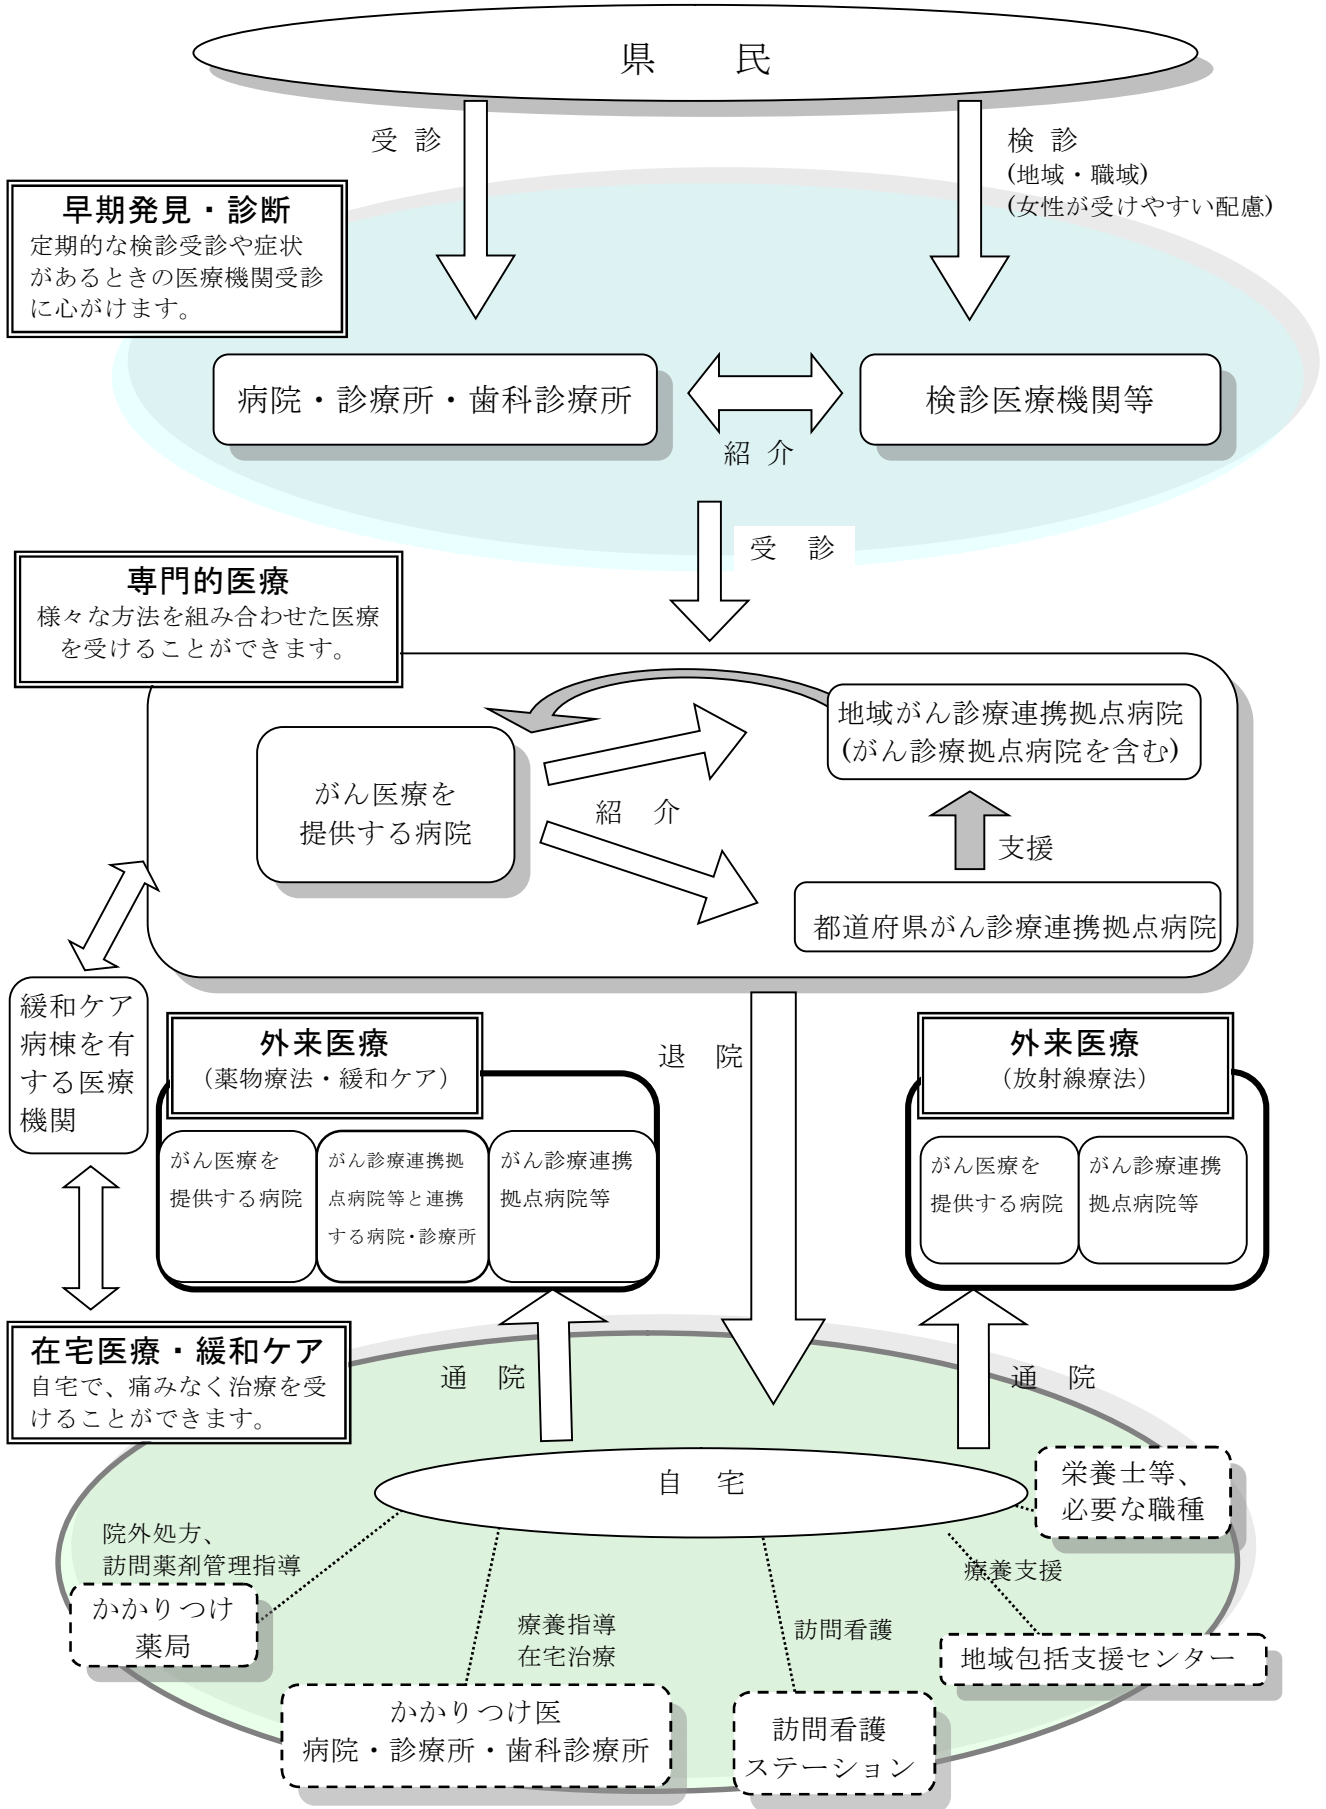 県　　民
受 診
検 診
(地域・職域)
(女性が受けやすい配慮)
早期発見・診断
定期的な検診受診や症状
があるときの医療機関受診
に心がけます。
病院・診療所・歯科診療所
検診医療機関等
紹 介
受　診
専門的医療
様々な方法を組み合わせた医療
を受けることができます。
地域がん診療連携拠点病院
(がん診療拠点病院を含む)
がん医療を
提供する病院
紹　介
支援
都道府県がん診療連携拠点病院
緩和ケア
病棟を有
する医療
機関
外来医療
（薬物療法・緩和ケア）
がん医療を
提供する病院
がん診療連携拠
点病院等と連携
する病院・診療所
がん診療連携
拠点病院等
退　院
外来医療
（放射線療法）
がん医療を
提供する病院
がん診療連携
拠点病院等
在宅医療・緩和ケア
自宅で、痛みなく治療を受
けることができます。
通　院
通　院
自　宅
栄養士等、
必要な職種
院外処方、
訪問薬剤管理指導
かかりつけ
薬局
療養指導
在宅治療
かかりつけ医
病院・診療所・歯科診療所
訪問看護
訪問看護
ステーション
療養支援
地域包括支援センター